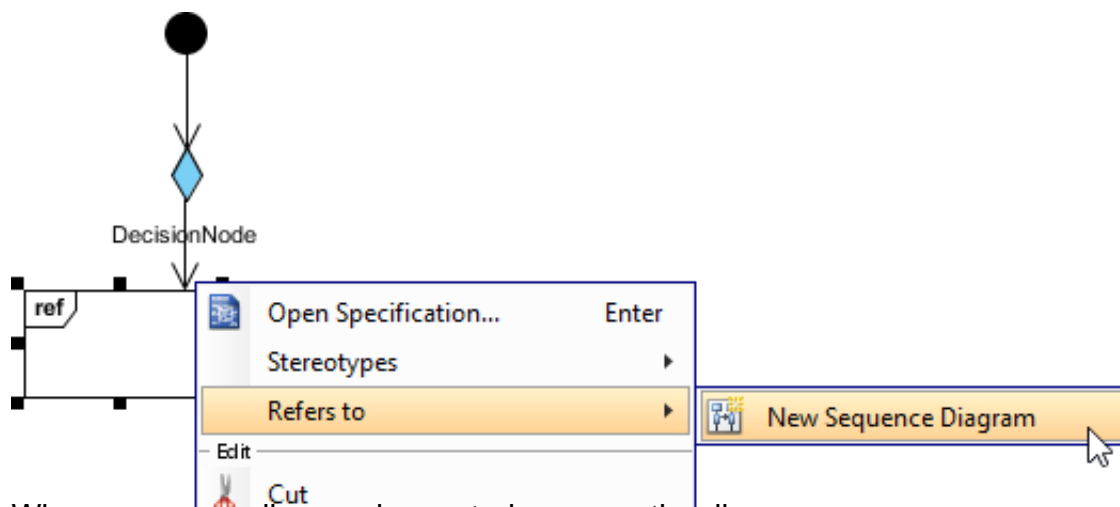 DecisionNode
ref
Open Specification... Enter
Stereotypes
Refers to
New Sequence Diagram
Edit
Cut